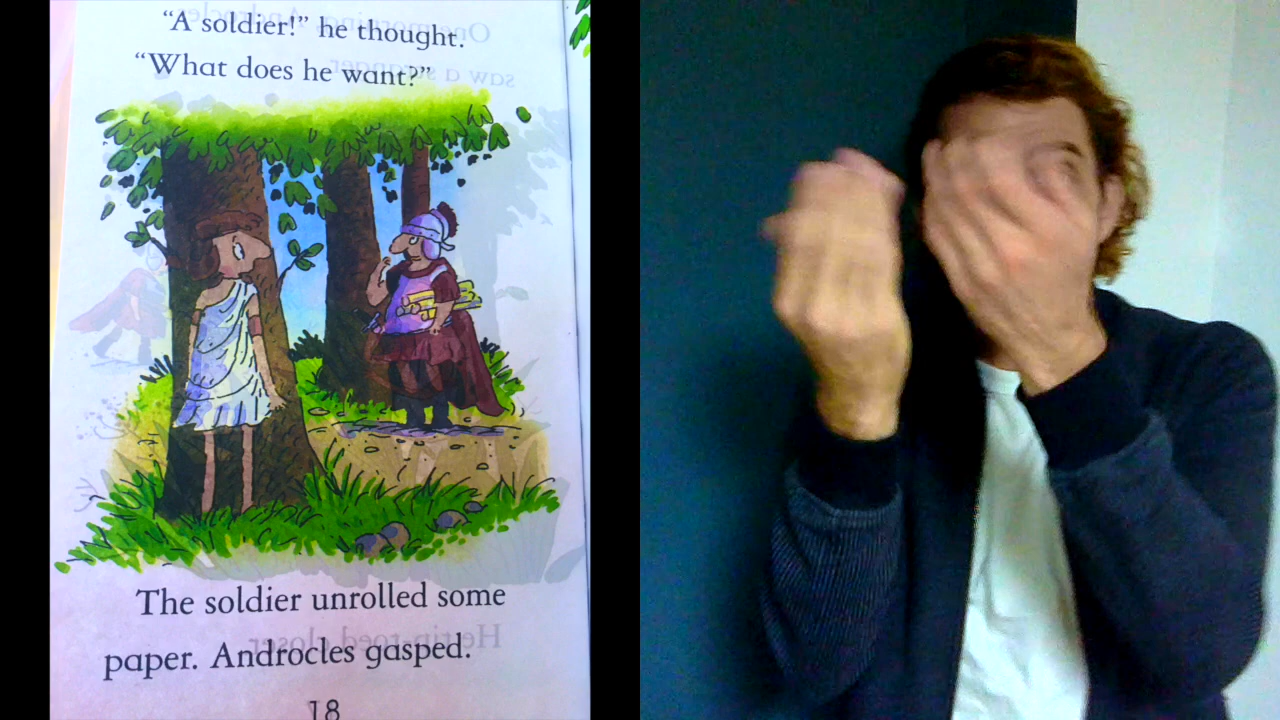 “A soldier!” he thought.
“What does he want?”
The soldier unrolled some
paper. Androcles gasped.
18